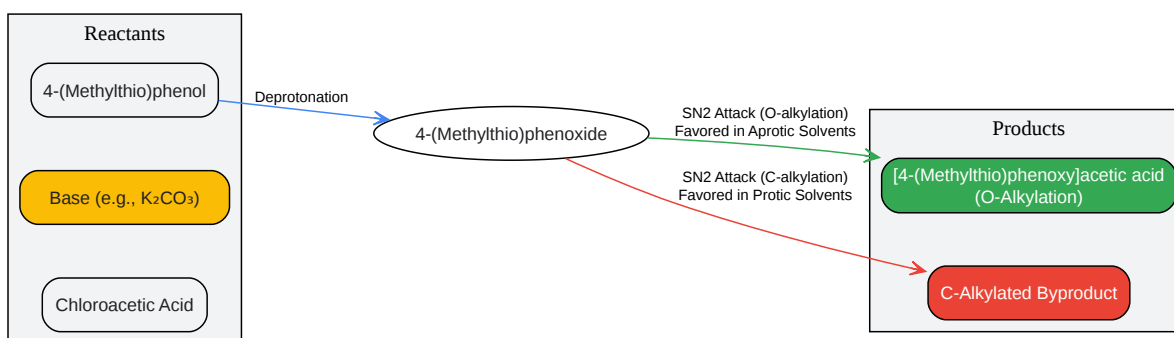 Reactants
4-(Methylthio)phenol
Base (e.g., K₂CO₃)
Chloroacetic Acid
Deprotonation
4-(Methylthio)phenoxide
SN2 Attack (O-alkylation)
Favored in Aprotic Solvents
SN2 Attack (C-alkylation)
Favored in Protic Solvents
Products
[4-(Methylthio)phenoxy]acetic acid
(O-Alkylation)
C-Alkylated Byproduct